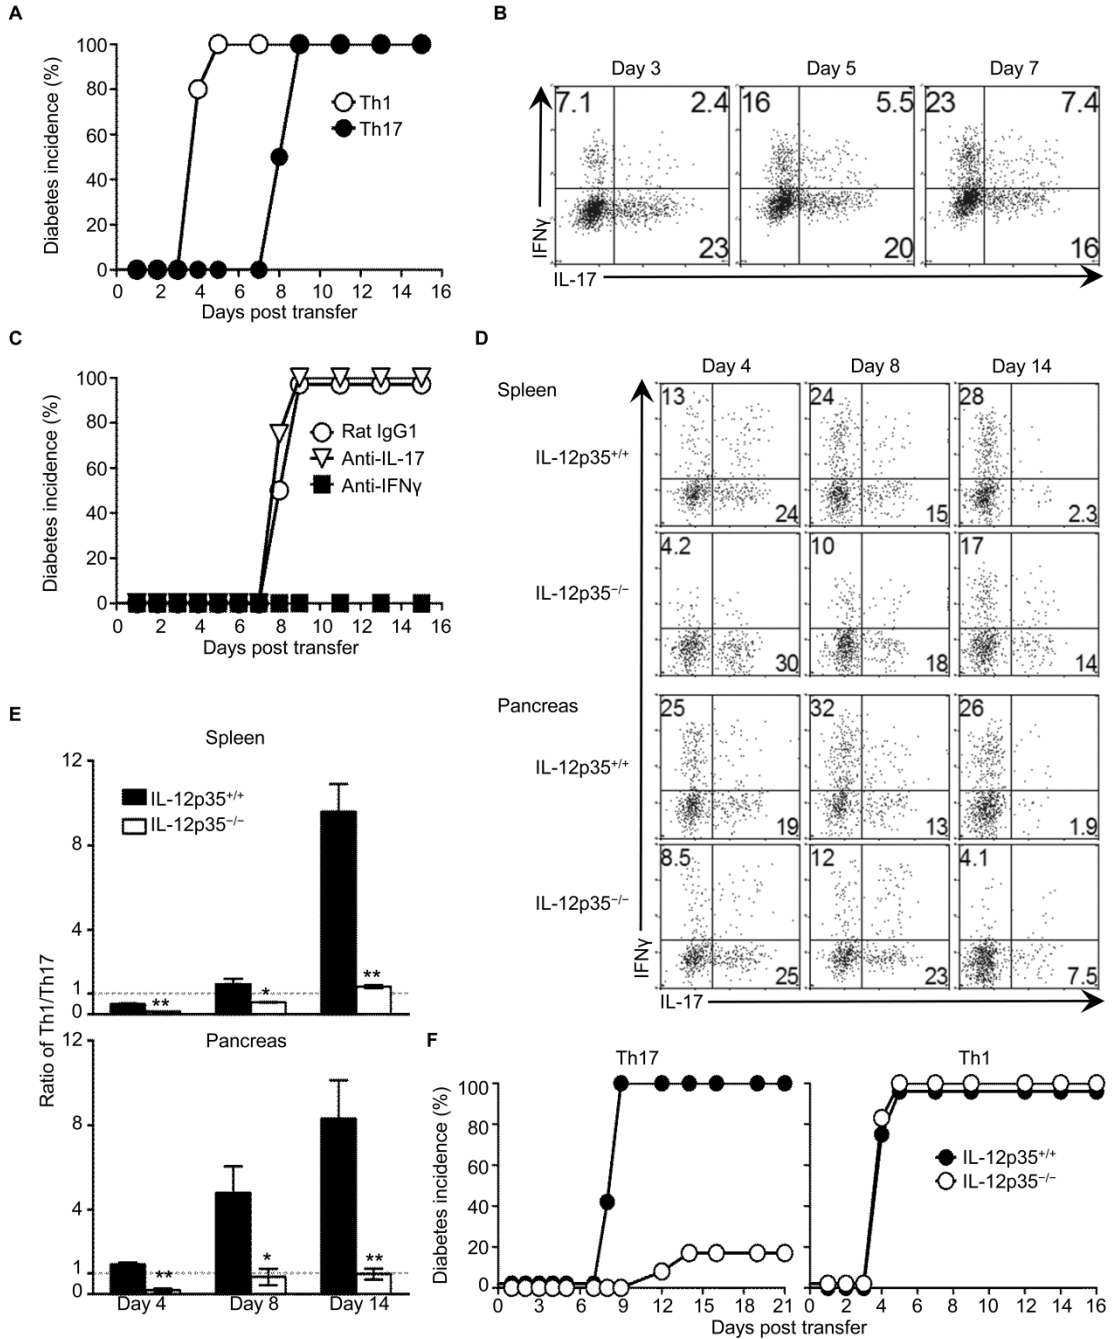 A
Diabetes incidence (%)
100
80
60
40
20
0
Th1
Th17
0 2 4 6 8 10 12 14 16
Days post transfer
B
Day 3 Day 5 Day 7
7.1 2.4 16 5.5 23 7.4
23 20 16
IFNγ
IL-17
C
Diabetes incidence (%)
100
80
60
40
20
0
Rat IgG1
Anti-IL-17
Anti-IFNγ
0 2 4 6 8 10 12 14 16
Days post transfer
D
Day 4 Day 8 Day 14
Spleen
IL-12p35+/+
13 24 28
24 15 2.3
IL-12p35−/−
4.2 10 17
30 18 14
Pancreas
IL-12p35+/+
25 32 26
19 13 1.9
IL-12p35−/−
8.5 12 4.1
25 23 7.5
IFNγ
IL-17
E
Spleen
12
8
4
1
0
IL-12p35+/+
IL-12p35−/−
** * **
Ratio of Th1/Th17
Pancreas
12
8
4
1
0
** * **
Day 4 Day 8 Day 14
F
Th17 Th1
Diabetes incidence (%)
100
80
60
40
20
0
IL-12p35+/+
IL-12p35−/−
0 3 6 9 12 15 18 21 0 2 4 6 8 10 12 14 16
Days post transfer